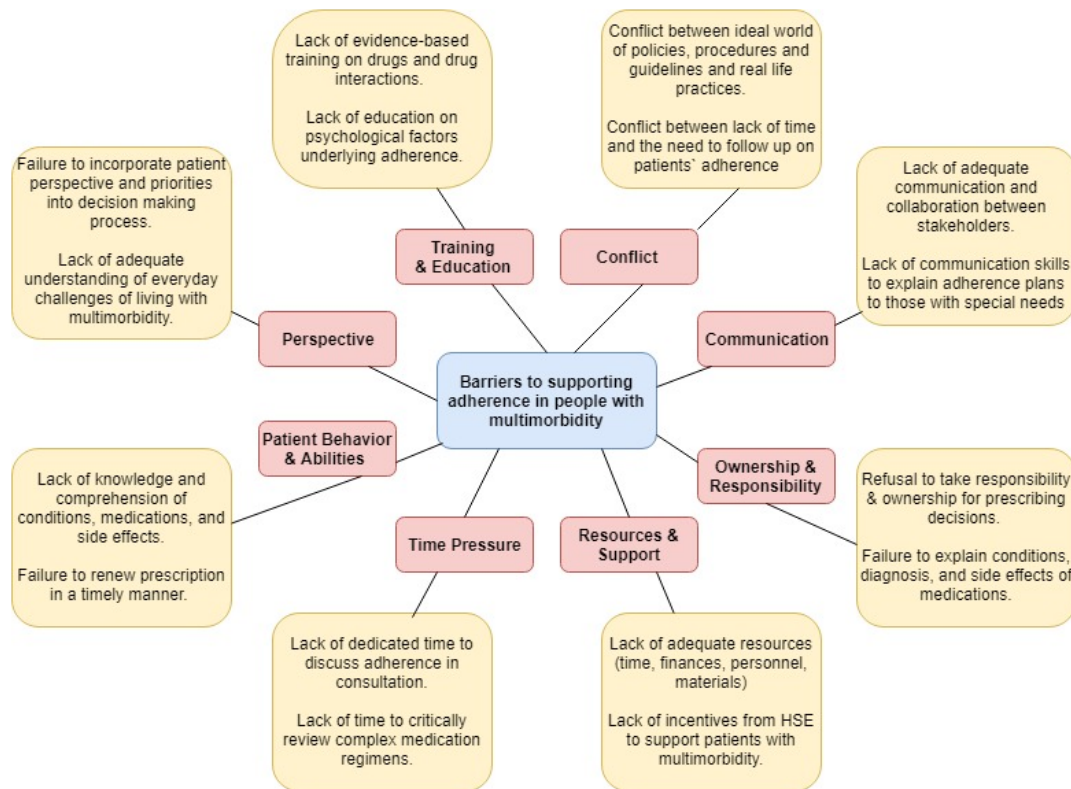 Lack of evidence-based
training on drugs and drug
interactions.
Lack of education on
psychological factors
underlying adherence.
Conflict between ideal world
of policies, procedures and
guidelines and real life
practices.
Conflict between lack of time
and the need to follow up on
patients` adherence
Failure to incorporate patient
perspective and priorities
into decision making
process.
Lack of adequate
understanding of everyday
challenges of living with
multimorbidity.
Lack of adequate
communication and
collaboration between
stakeholders.
Lack of communication skills
to explain adherence plans
to those with special needs
Training
& Education
Conflict
Perspective
Communication
Barriers to supporting
adherence in people with
multimorbidity
Patient Behavior
& Abilities
Ownership &
Responsibility
Time Pressure
Resources &
Support
Lack of knowledge and
comprehension of
conditions, medications, and
side effects.
Failure to renew prescription
in a timely manner.
Refusal to take responsibility
& ownership for prescribing
decisions.
Failure to explain conditions,
diagnosis, and side effects of
medications.
Lack of dedicated time to
discuss adherence in
consultation.
Lack of time to critically
review complex medication
regimens.
Lack of adequate resources
(time, finances, personnel,
materials)
Lack of incentives from HSE
to support patients with
multimorbidity.